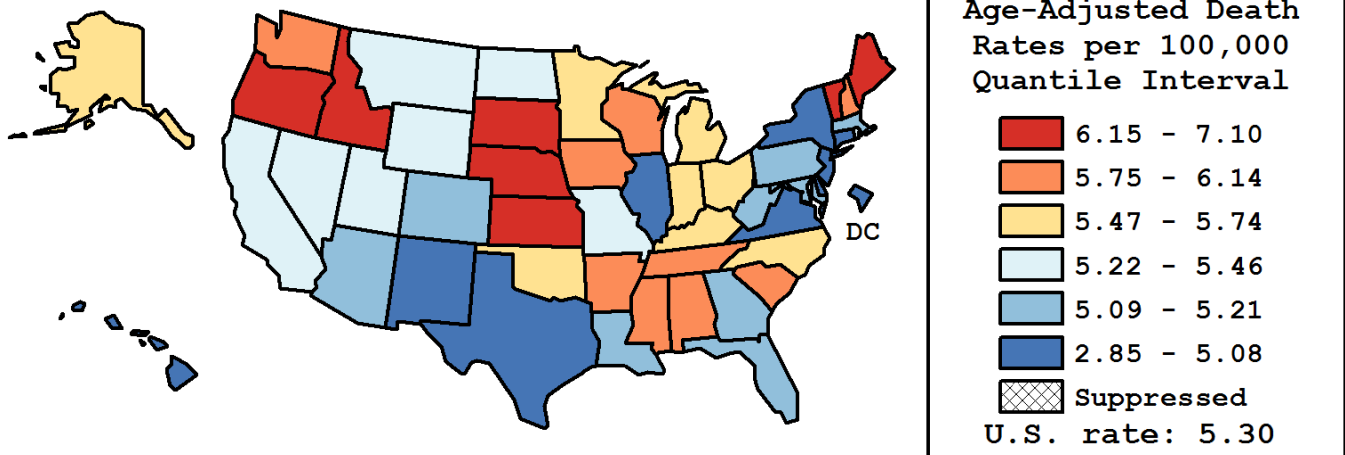 Age-Adjusted Death
Rates per 100,000
Quantile Interval
6.15 - 7.10
5.75 - 6.14
5.47 - 5.74
5.22 - 5.46
5.09 - 5.21
2.85 - 5.08
Suppressed
U.S. rate: 5.30
DC